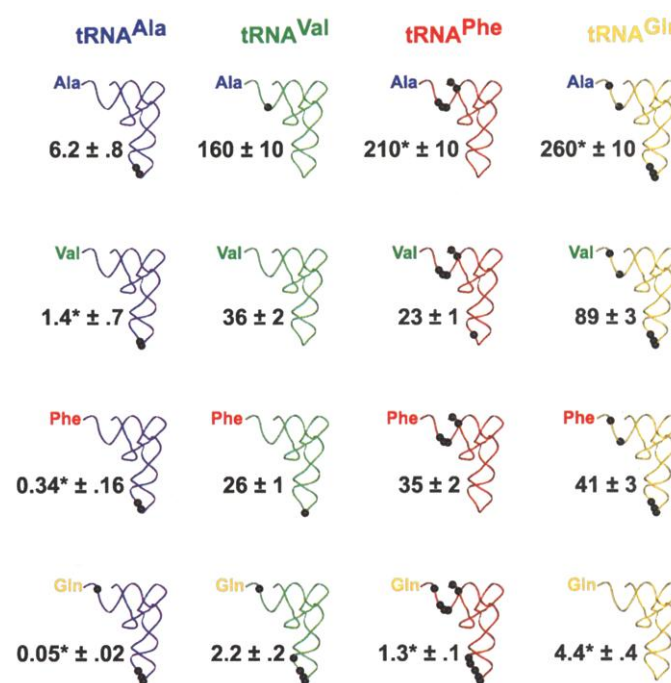 tRNAAla tRNAVal tRNAPhe tRNAGln
Ala Ala Ala Ala
6.2 ± .8 160 ± 10 210* ± 10 260* ± 10
Val Val Val Val
1.4* ± .7 36 ± 2 23 ± 1 89 ± 3
Phe Phe Phe Phe
0.34* ± .16 26 ± 1 35 ± 2 41 ± 3
Gln Gln Gln Gln
0.05* ± .02 2.2 ± .2 1.3* ± .1 4.4* ± .4